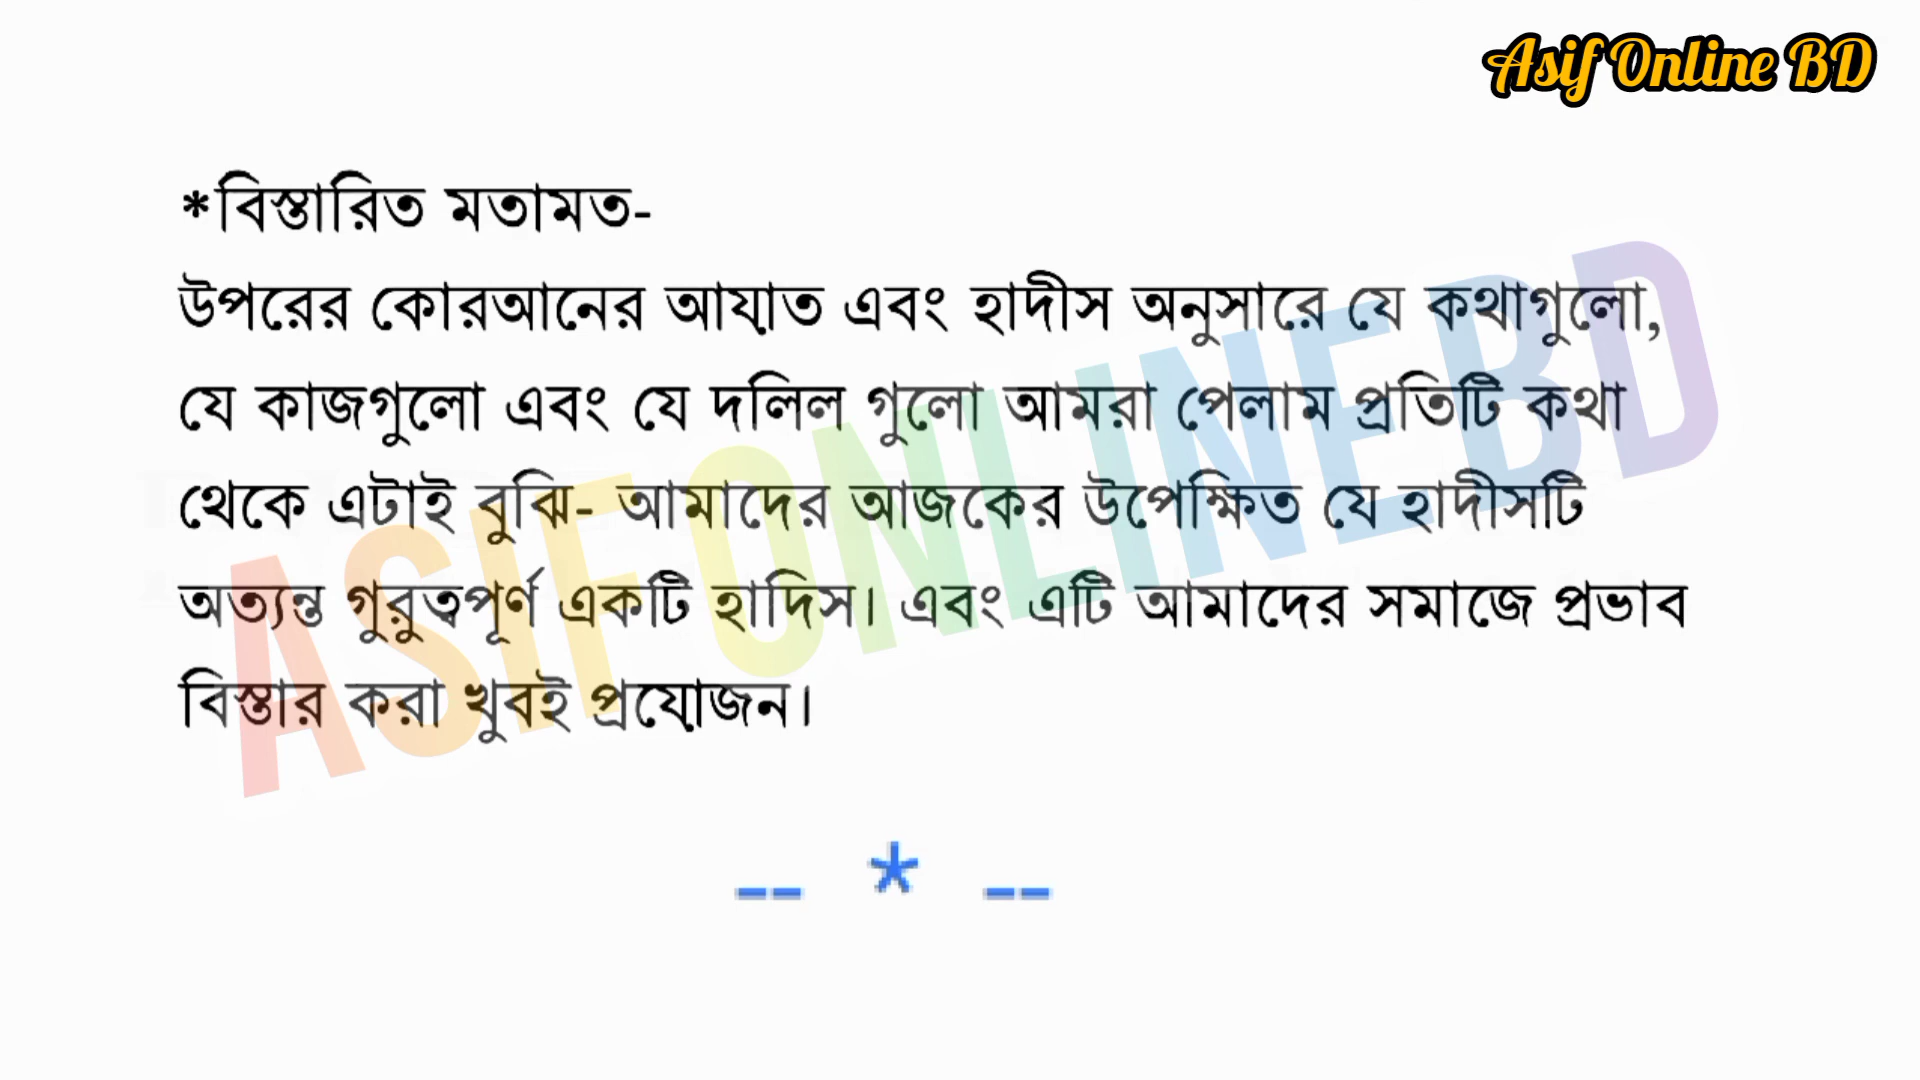 Asif Online BD
*বিস্তারিত মতামত-
উপরের কোরআনের আয়াত এবং হাদীস অনুসারে যে কথাগুলো,
যে কাজগুলো এবং যে দলিল গুলো আমরা পেলাম প্রতিটি কথা
থেকে এটাই বুঝি- আমাদের আজকের উপেক্ষিত যে হাদীসটি
অত্যন্ত গুরুত্বপূর্ণ একটি হাদিস। এবং এটি আমাদের সমাজে প্রভাব
বিস্তার করা খুবই প্রয়োজন।
-- * --
ASIFONLINEBD